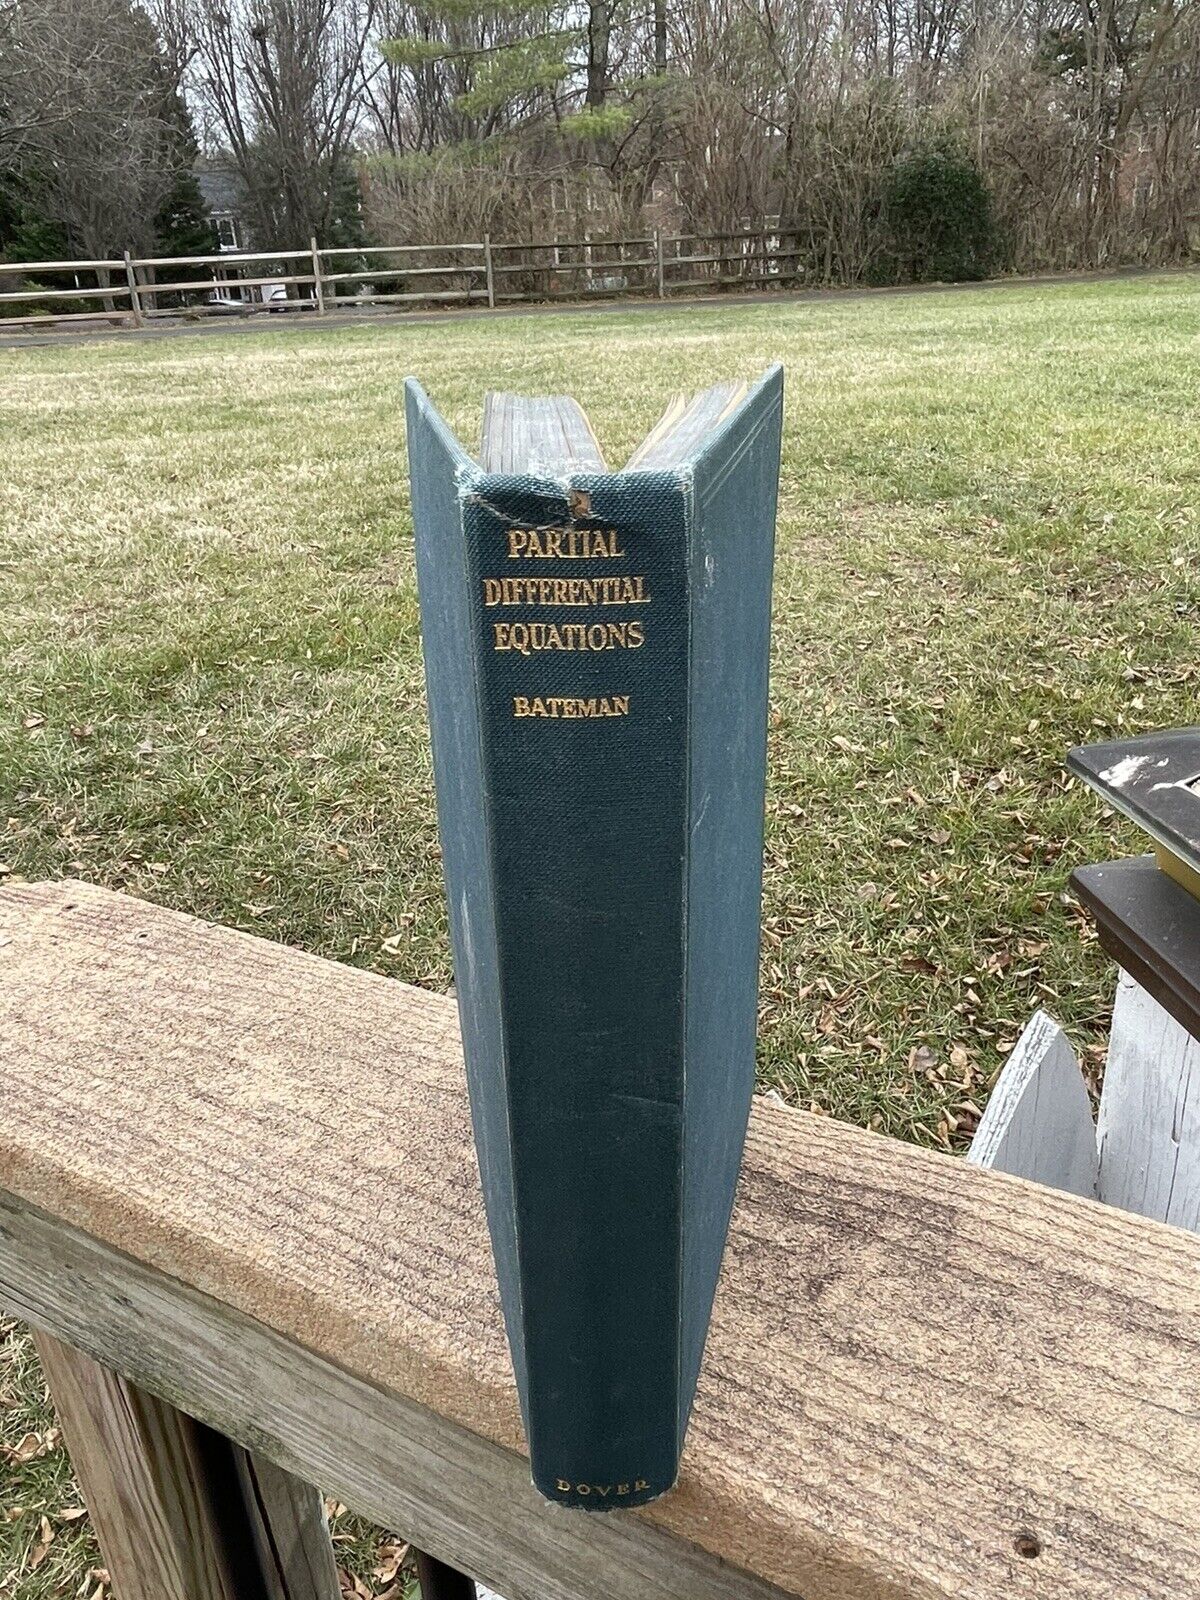 PARTIAL
DIFFERENTIAL
EQUATIONS
BATEMAN
DOVER